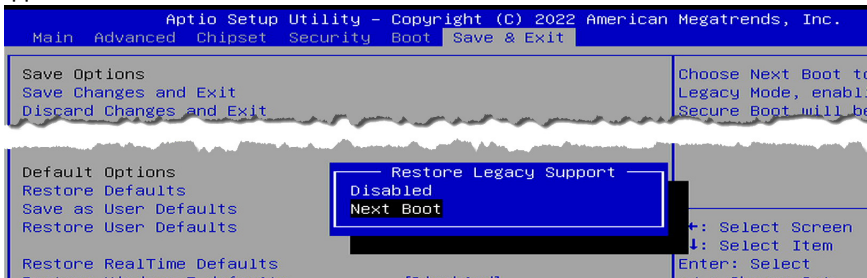 Aptio Setup Utility – Copyright (C) 2022 American Megatrends, Inc.
Main Advanced Chipset Security Boot Save & Exit
Save Options
Save Changes and Exit
Discard Changes and Exit
Choose Next Boot to
Legacy Mode, enabl
Secure Boot will be
Default Options
Restore Defaults
Save as User Defaults
Restore User Defaults
Restore RealTime Defaults
Restore Legacy Support
Disabled
Next Boot
←: Select Screen
↓: Select Item
Enter: Select